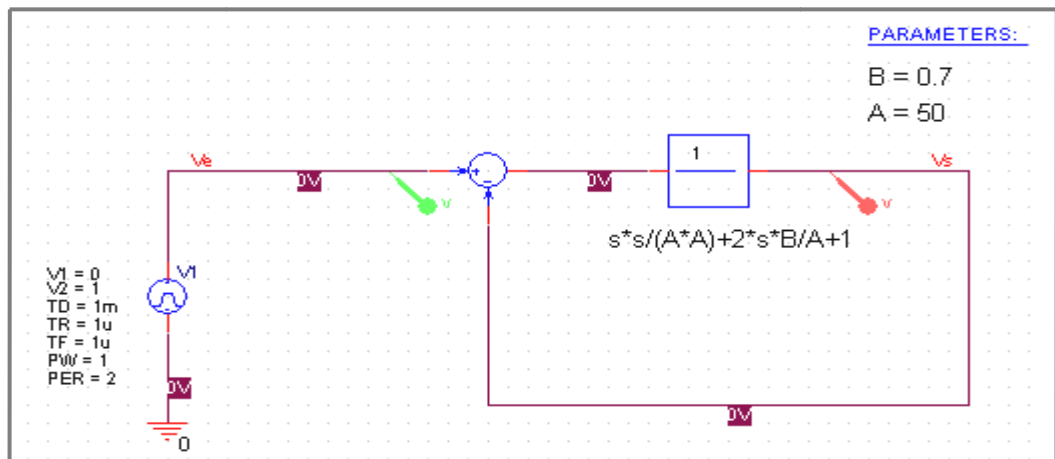 PARAMETERS:
B = 0.7
A = 50
Ve
0V
+
-
0V
1
Vs
V
V
s*s/(A*A)+2*s*B/A+1
V1
V1 = 0
V2 = 1
TD = 1m
TR = 1u
TF = 1u
PW = 1
PER = 2
0V
0V
0